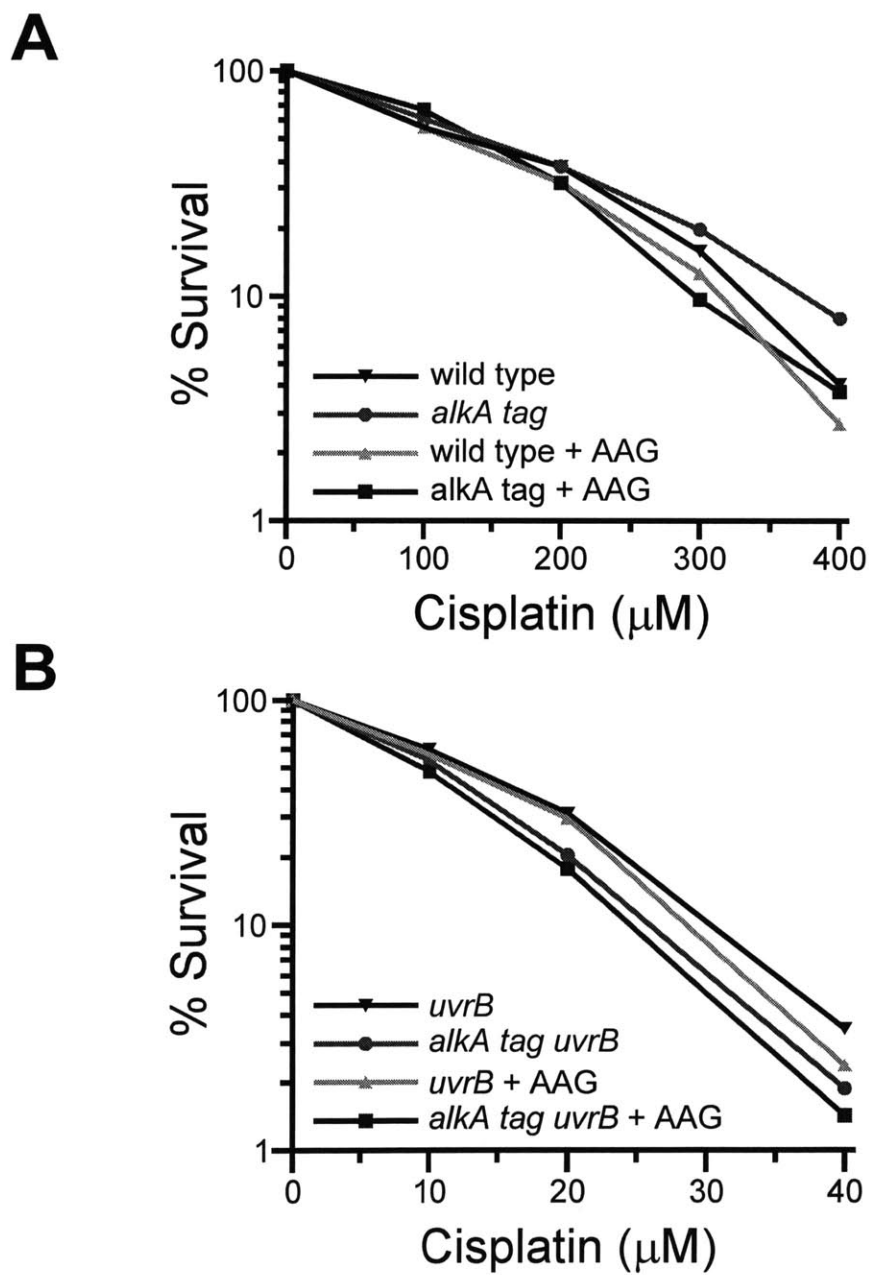 A
% Survival
100
10
1
wild type
alkA tag
wild type + AAG
alkA tag + AAG
0 100 200 300 400
Cisplatin (μM)
B
% Survival
100
10
1
uvrB
alkA tag uvrB
uvrB + AAG
alkA tag uvrB + AAG
0 10 20 30 40
Cisplatin (μM)